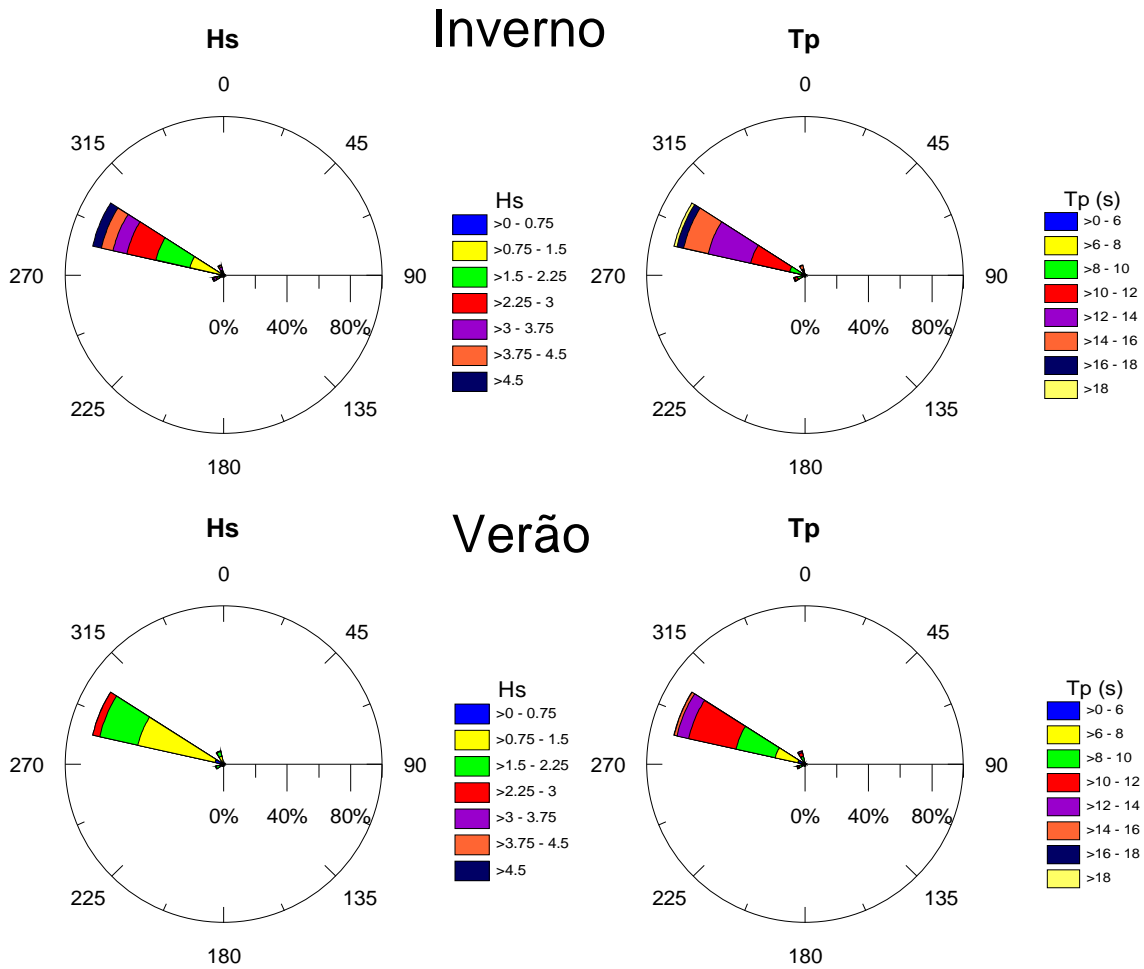 Inverno
Hs
0
45
90
135
180
225
270
315
0% 40% 80%
Hs
>0 - 0.75
>0.75 - 1.5
>1.5 - 2.25
>2.25 - 3
>3 - 3.75
>3.75 - 4.5
>4.5
Tp
0
45
90
135
180
225
270
315
0% 40% 80%
Tp (s)
>0 - 6
>6 - 8
>8 - 10
>10 - 12
>12 - 14
>14 - 16
>16 - 18
>18
Verão
Hs
0
45
90
135
180
225
270
315
0% 40% 80%
Hs
>0 - 0.75
>0.75 - 1.5
>1.5 - 2.25
>2.25 - 3
>3 - 3.75
>3.75 - 4.5
>4.5
Tp
0
45
90
135
180
225
270
315
0% 40% 80%
Tp (s)
>0 - 6
>6 - 8
>8 - 10
>10 - 12
>12 - 14
>14 - 16
>16 - 18
>18